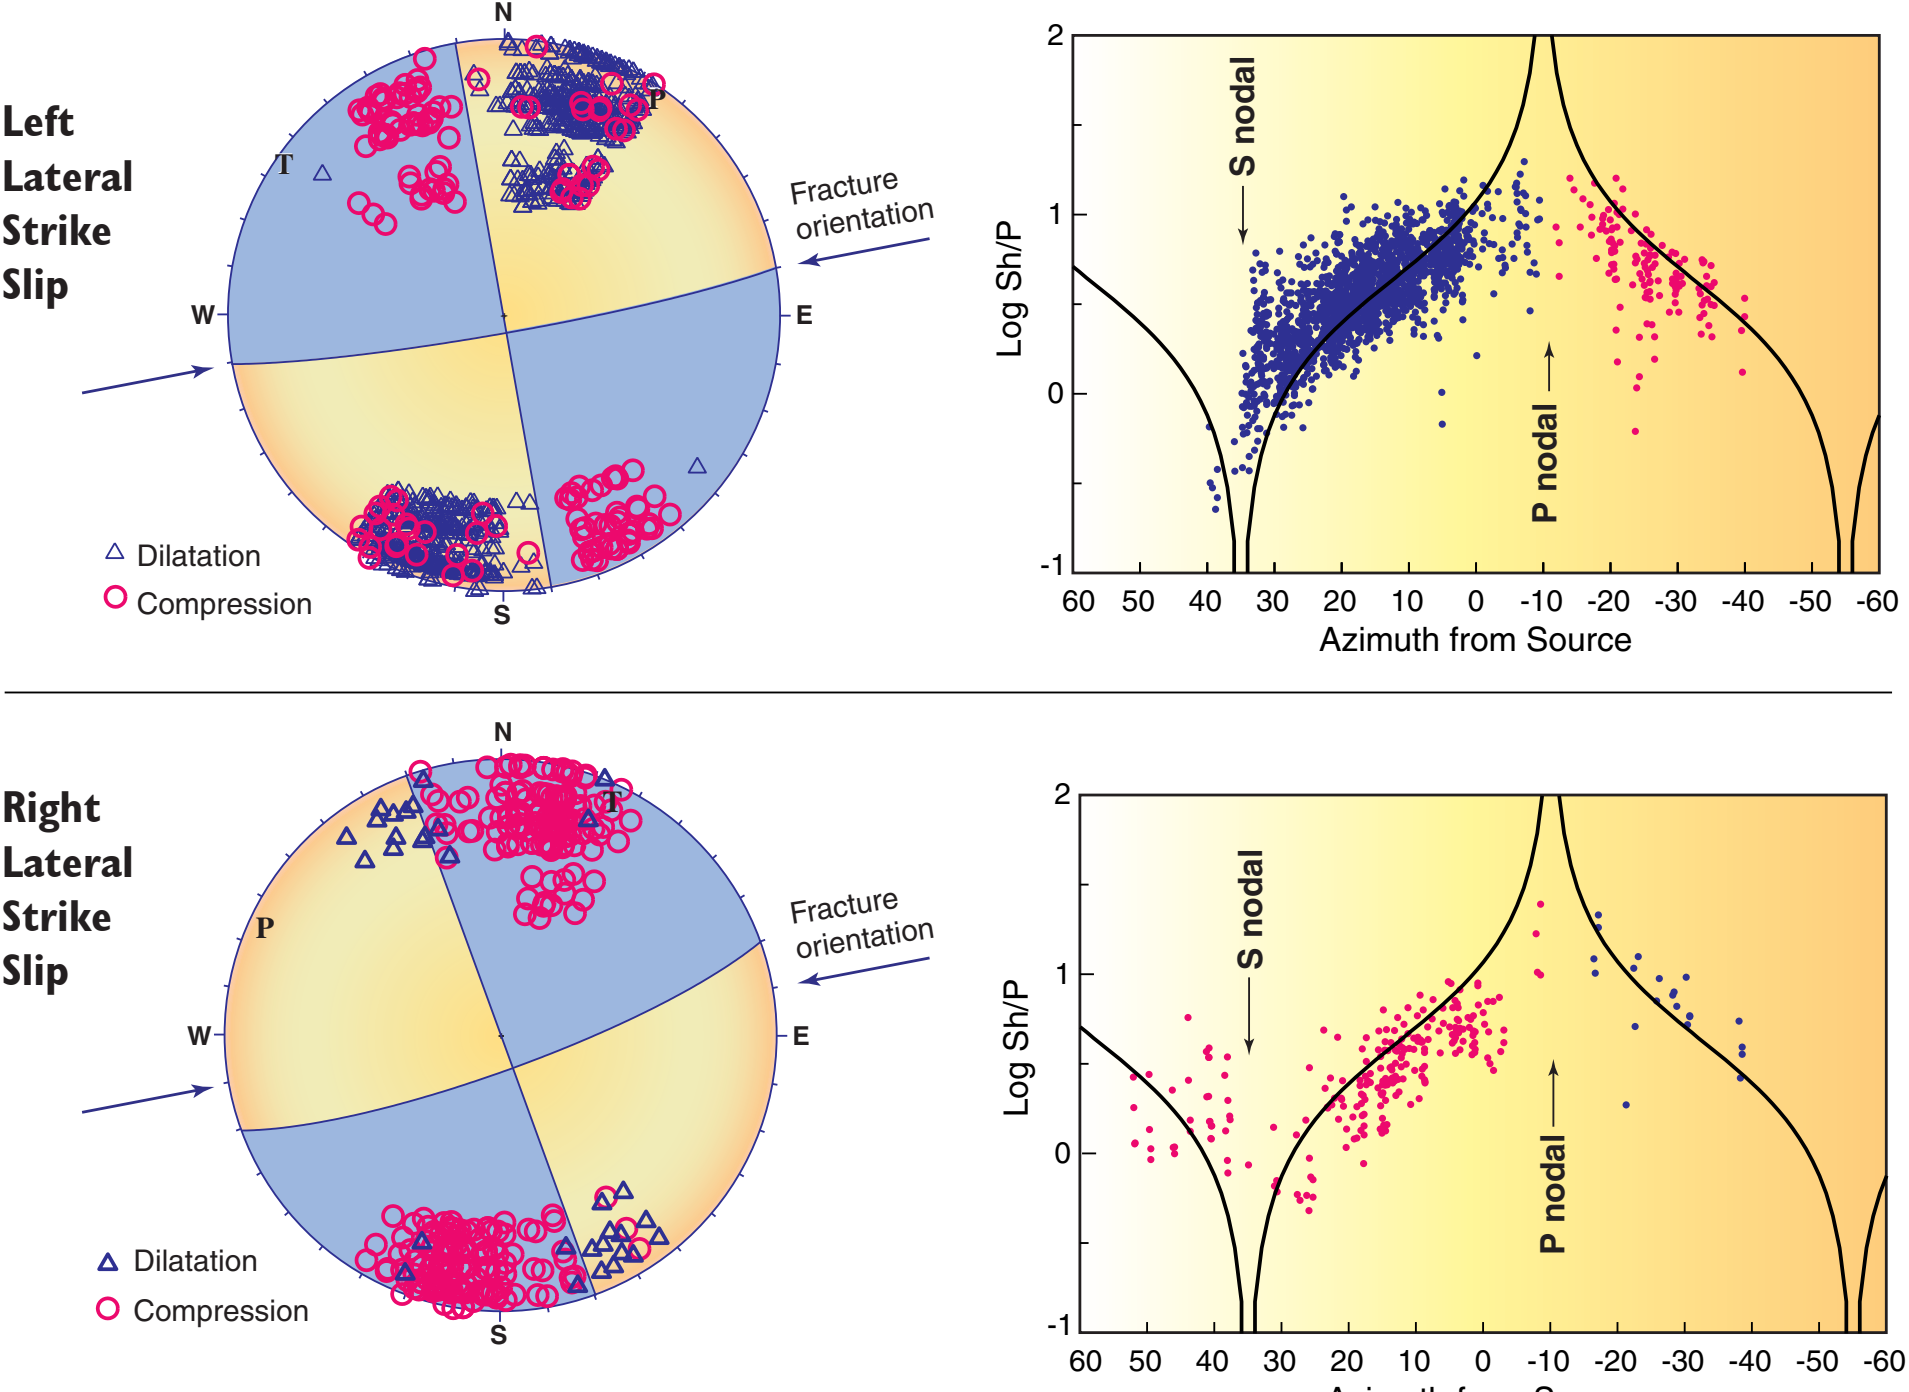 Left
Lateral
Strike
Slip
N
P
T
W
E
S
Fracture
orientation
Dilatation
Compression
2
1
0
-1
Log Sh/P
S nodal
P nodal
60 50 40 30 20 10 0 -10 -20 -30 -40 -50 -60
Azimuth from Source
Right
Lateral
Strike
Slip
N
T
P
W
E
S
Fracture
orientation
Dilatation
Compression
2
1
0
-1
Log Sh/P
S nodal
P nodal
60 50 40 30 20 10 0 -10 -20 -30 -40 -50 -60